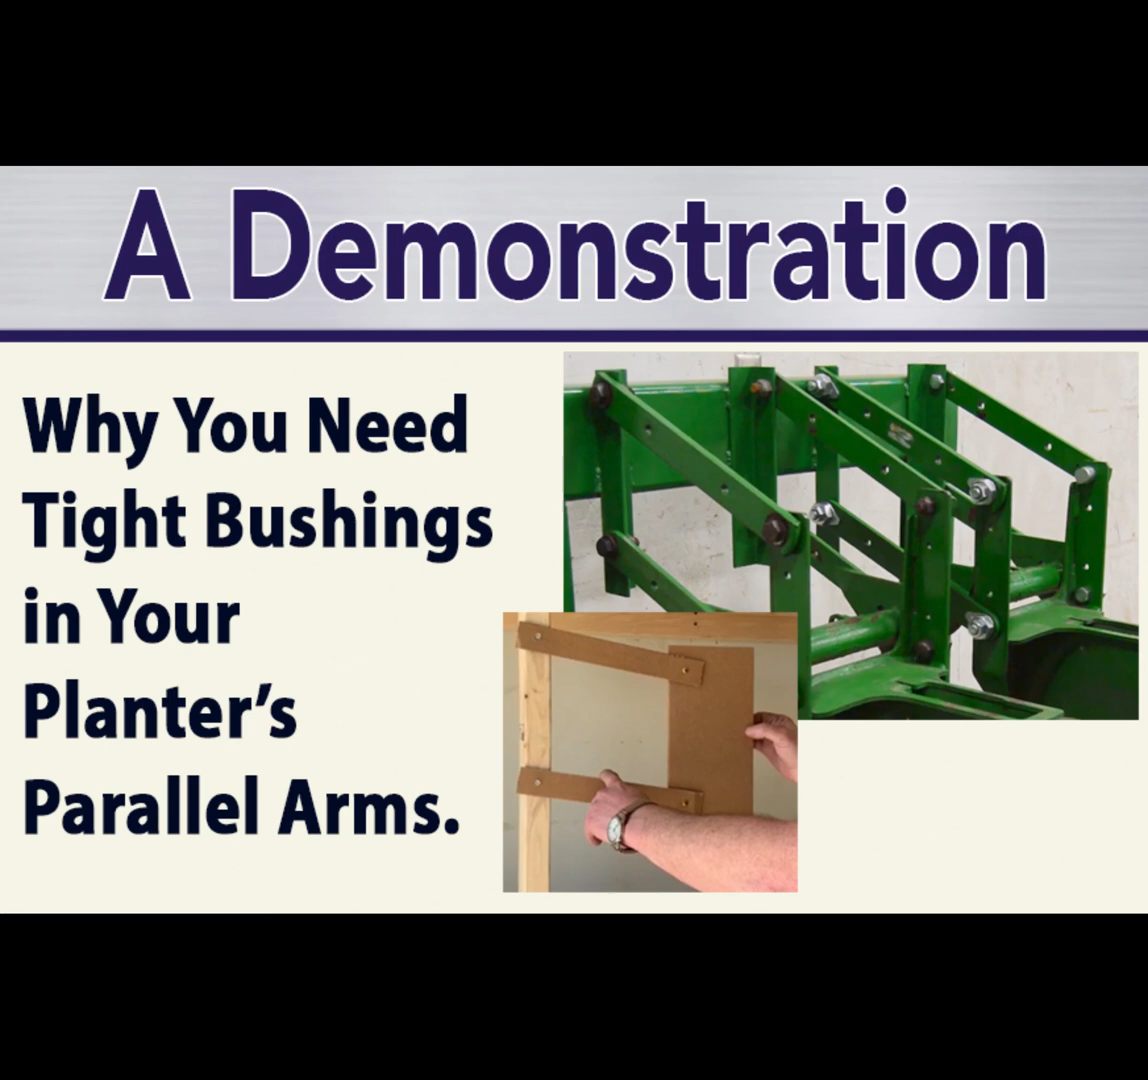 A Demonstration
Why You Need
Tight Bushings
in Your
Planter’s
Parallel Arms.